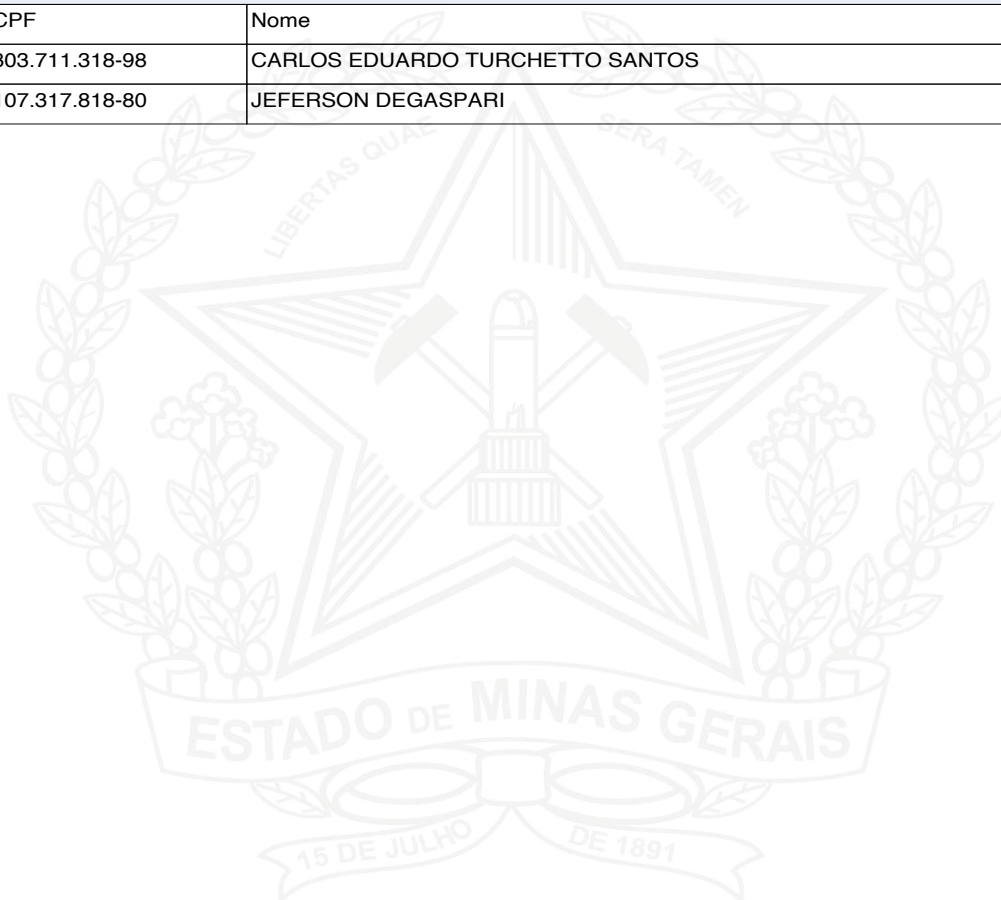 CPF Nome
303.711.318-98 CARLOS EDUARDO TURCHETTO SANTOS
107.317.818-80 JEFERSON DEGASPARI
LIBERTAS QUAE SERA TAMEN
ESTADO DE MINAS GERAIS
15 DE JULHO DE 1891